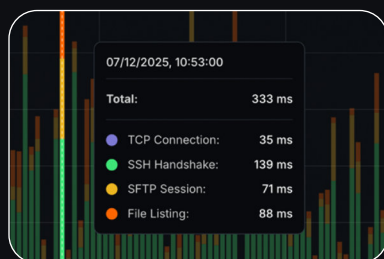 07/12/2025, 10:53:00
Total: 333 ms
TCP Connection: 35 ms
SSH Handshake: 139 ms
SFTP Session: 71 ms
File Listing: 88 ms